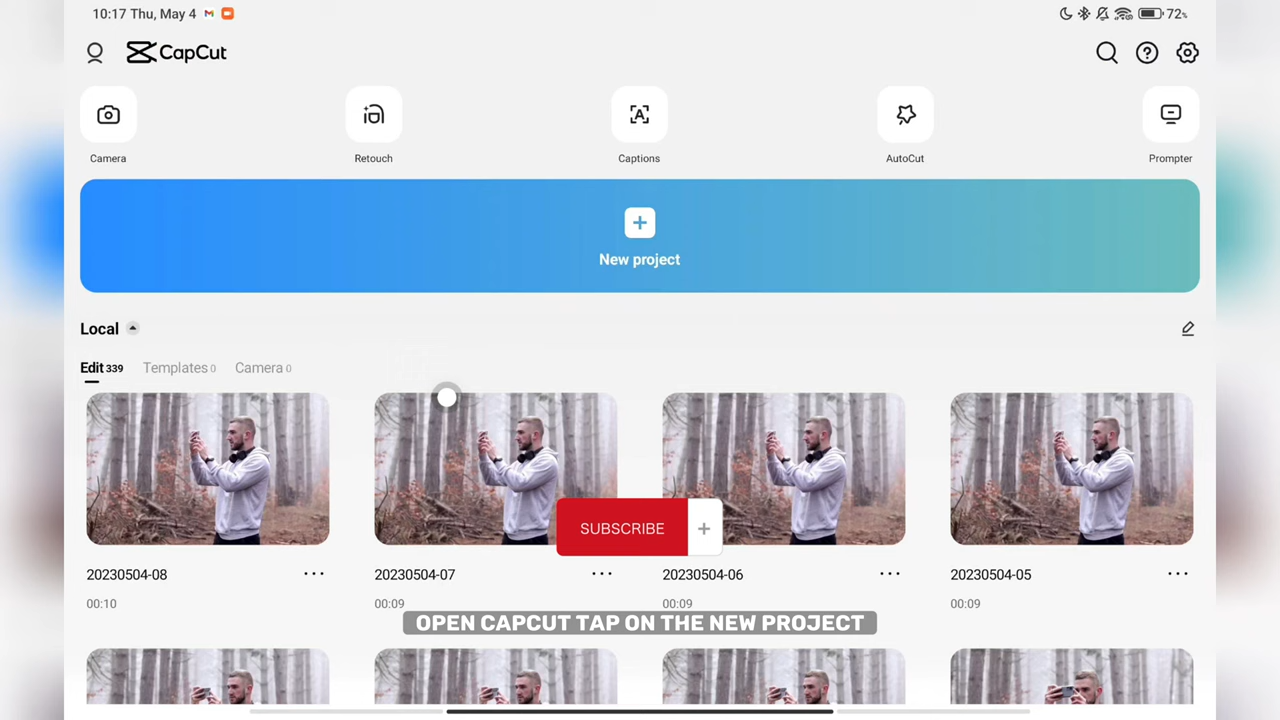 10:17 Thu, May 4
72%
CapCut
Camera
Retouch
Captions
AutoCut
Prompter
New project
Local
Edit 339
Templates 0
Camera 0
SUBSCRIBE
20230504-08
20230504-07
20230504-06
20230504-05
00:10
00:09
00:09
00:09
OPEN CAPCUT TAP ON THE NEW PROJECT